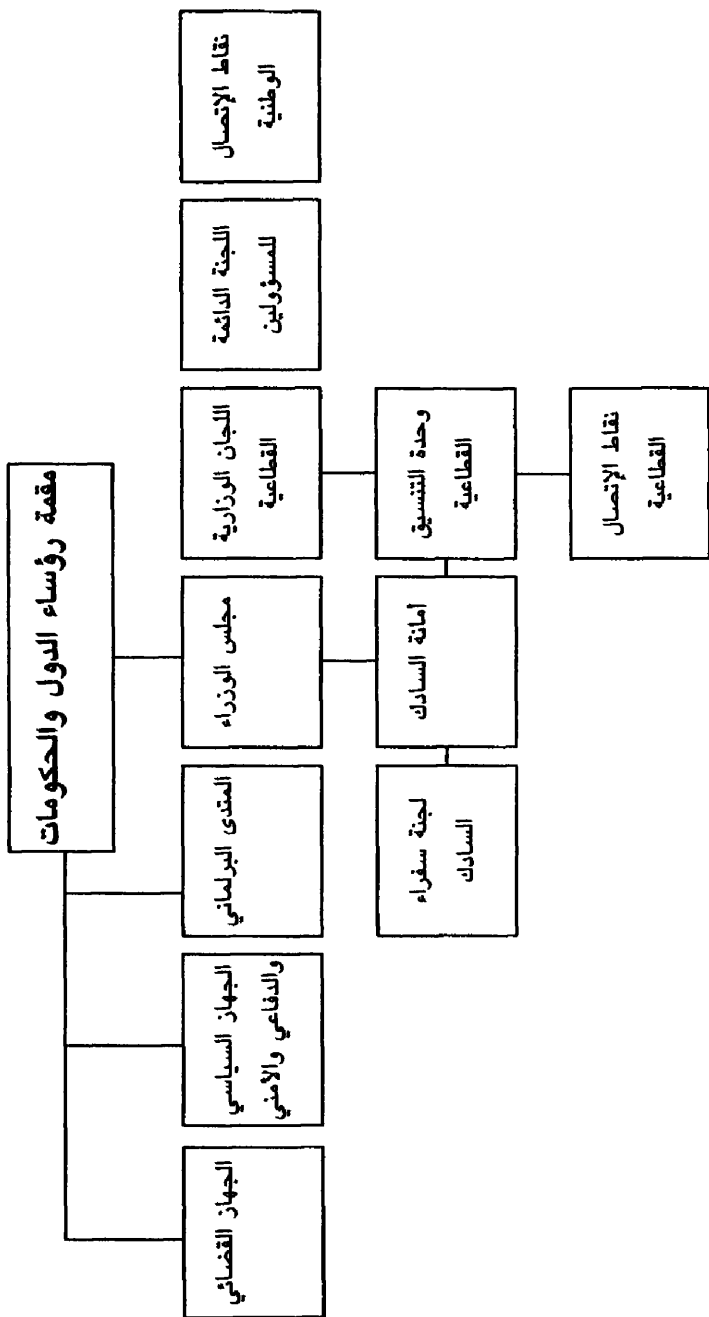 مقمة رؤساء الدول والحكومات
نقاط الإتصال
الوطنية
اللجنة الدائمة
للمسؤولين
اللجان الوزارية
القطاعية
مجلس الوزراء
المنتدى البرلماني
الجهاز السياسي
والدفاعي والأمني
الجهاز القضائي
وحدة التنسيق
القطاعية
امانة السادك
لجنة سفراء
السادك
نقاط الإتصال
القطاعية